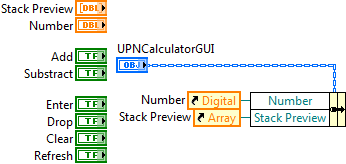 Stack Preview [DBL]
Number DBL
Add TF
Substract TF
UPNCalculatorGUI
OBJ
Enter TF
Drop TF
Clear TF
Refresh TF
Number Digital Number
Stack Preview Array Stack Preview